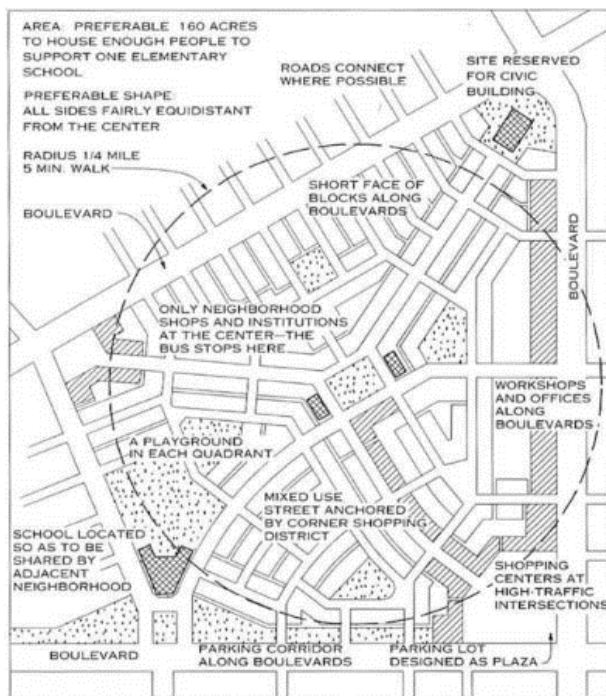 AREA: PREFERABLE 160 ACRES
TO HOUSE ENOUGH PEOPLE TO
SUPPORT ONE ELEMENTARY
SCHOOL
PREFERABLE SHAPE:
ALL SIDES FAIRLY EQUIDISTANT
FROM THE CENTER
RADIUS 1/4 MILE
5 MIN. WALK
BOULEVARD
ROADS CONNECT
WHERE POSSIBLE
SITE RESERVED
FOR CIVIC
BUILDING
SHORT FACE OF
BLOCKS ALONG
BOULEVARDS
BOULEVARD
ONLY NEIGHBORHOOD
SHOPS AND INSTITUTIONS
AT THE CENTER—THE
BUS STOPS HERE
WORKSHOPS
AND OFFICES
ALONG
BOULEVARDS
A PLAYGROUND
IN EACH QUADRANT
MIXED USE
STREET ANCHORED
BY CORNER SHOPPING
DISTRICT
SCHOOL LOCATED
SO AS TO BE
SHARED BY
ADJACENT
NEIGHBORHOOD
SHOPPING
CENTERS AT
HIGH-TRAFFIC
INTERSECTIONS
BOULEVARD
PARKING CORRIDOR
ALONG BOULEVARDS
PARKING LOT
DESIGNED AS PLAZA